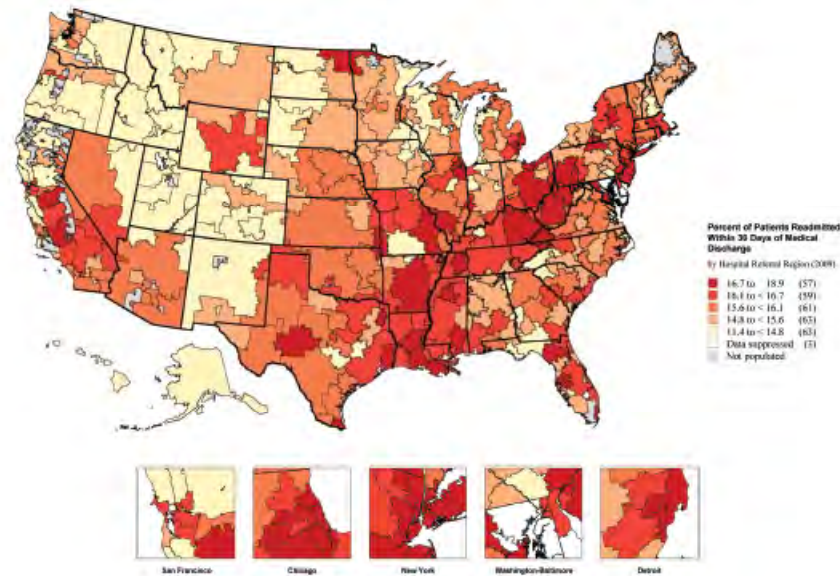 Percent of Patients Readmitted
Within 30 Days of Medical
Discharge
by Hospital Referral Region (2009)
16.7 to 18.9 (57)
16.1 to < 16.7 (59)
15.6 to < 16.1 (61)
14.8 to < 15.6 (63)
11.4 to < 14.8 (63)
Data suppressed (3)
Not populated
San Francisco
Chicago
New York
Washington-Baltimore
Detroit